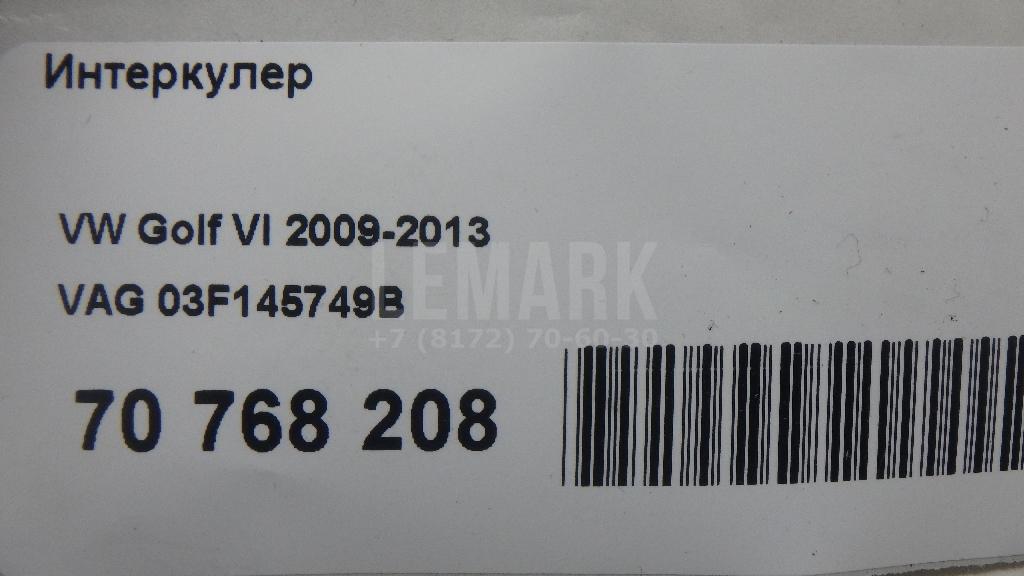 Интеркулер
VW Golf VI 2009-2013
LEMARK
VAG 03F145749B
+7 (8172) 70-60-30
70 768 208